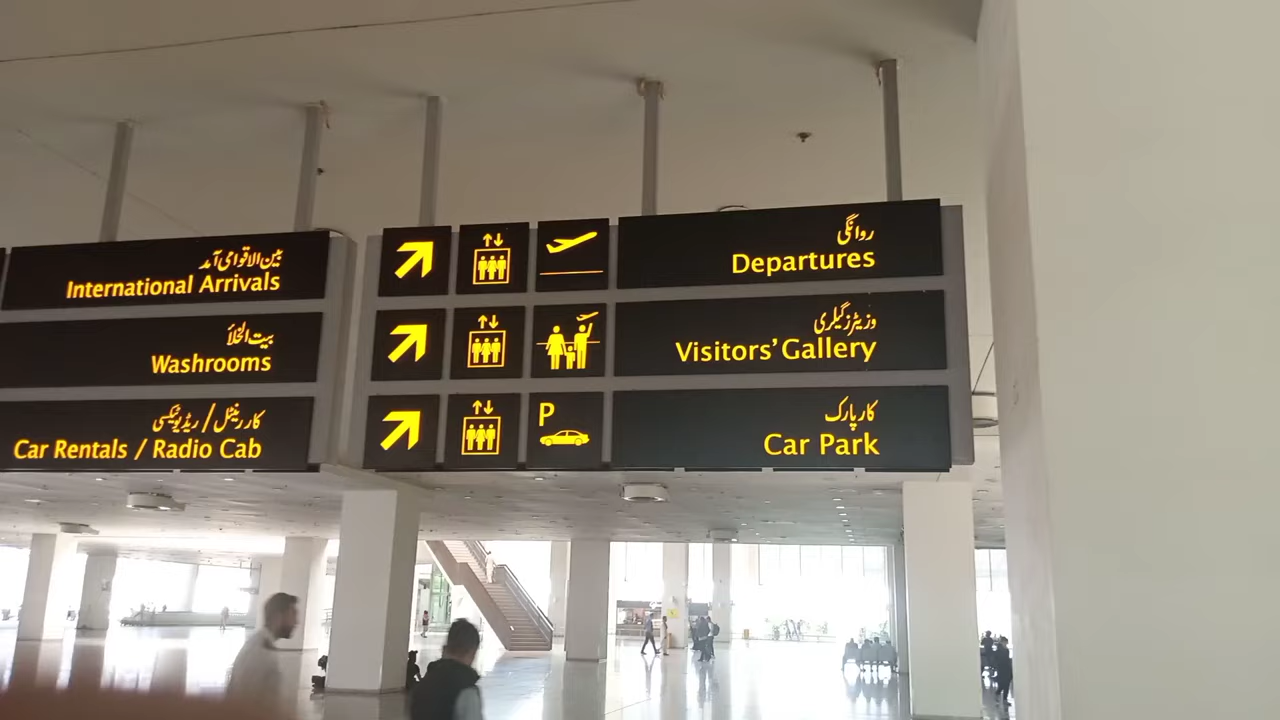 بین الاقوامی آمد
International Arrivals
بیت الخلأ
Washrooms
کار رینٹل / ریڈیو ٹیکسی
Car Rentals / Radio Cab
روانگی
Departures
وزیٹرز گیلری
Visitors' Gallery
P
کار پارک
Car Park